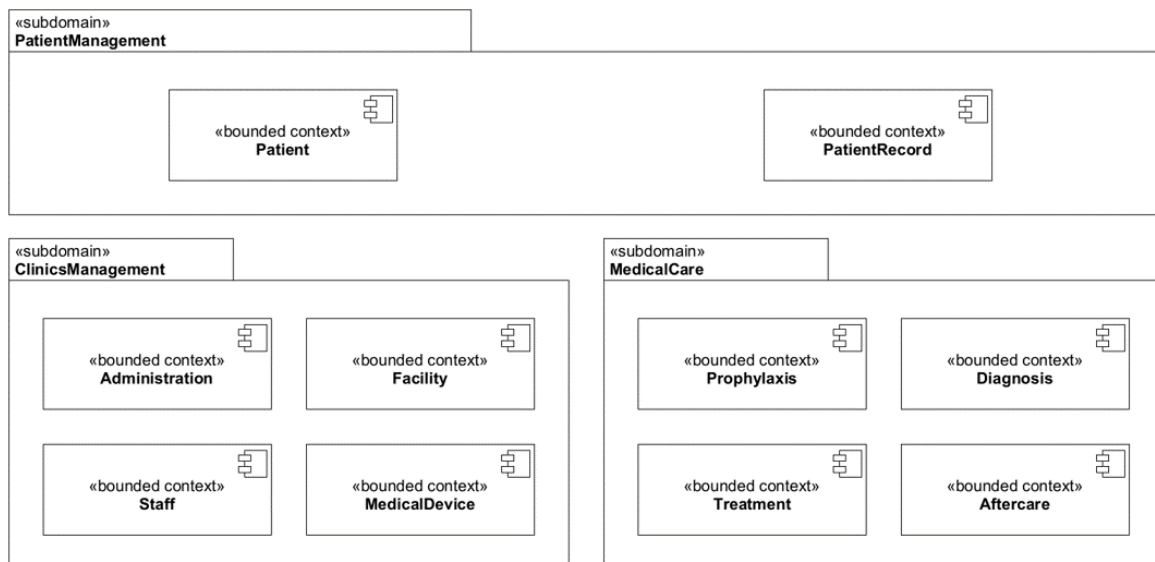 «subdomain»
PatientManagement
«bounded context»
Patient
«bounded context»
PatientRecord
«subdomain»
ClinicsManagement
«bounded context»
Administration
«bounded context»
Facility
«bounded context»
Staff
«bounded context»
MedicalDevice
«subdomain»
MedicalCare
«bounded context»
Prophylaxis
«bounded context»
Diagnosis
«bounded context»
Treatment
«bounded context»
Aftercare